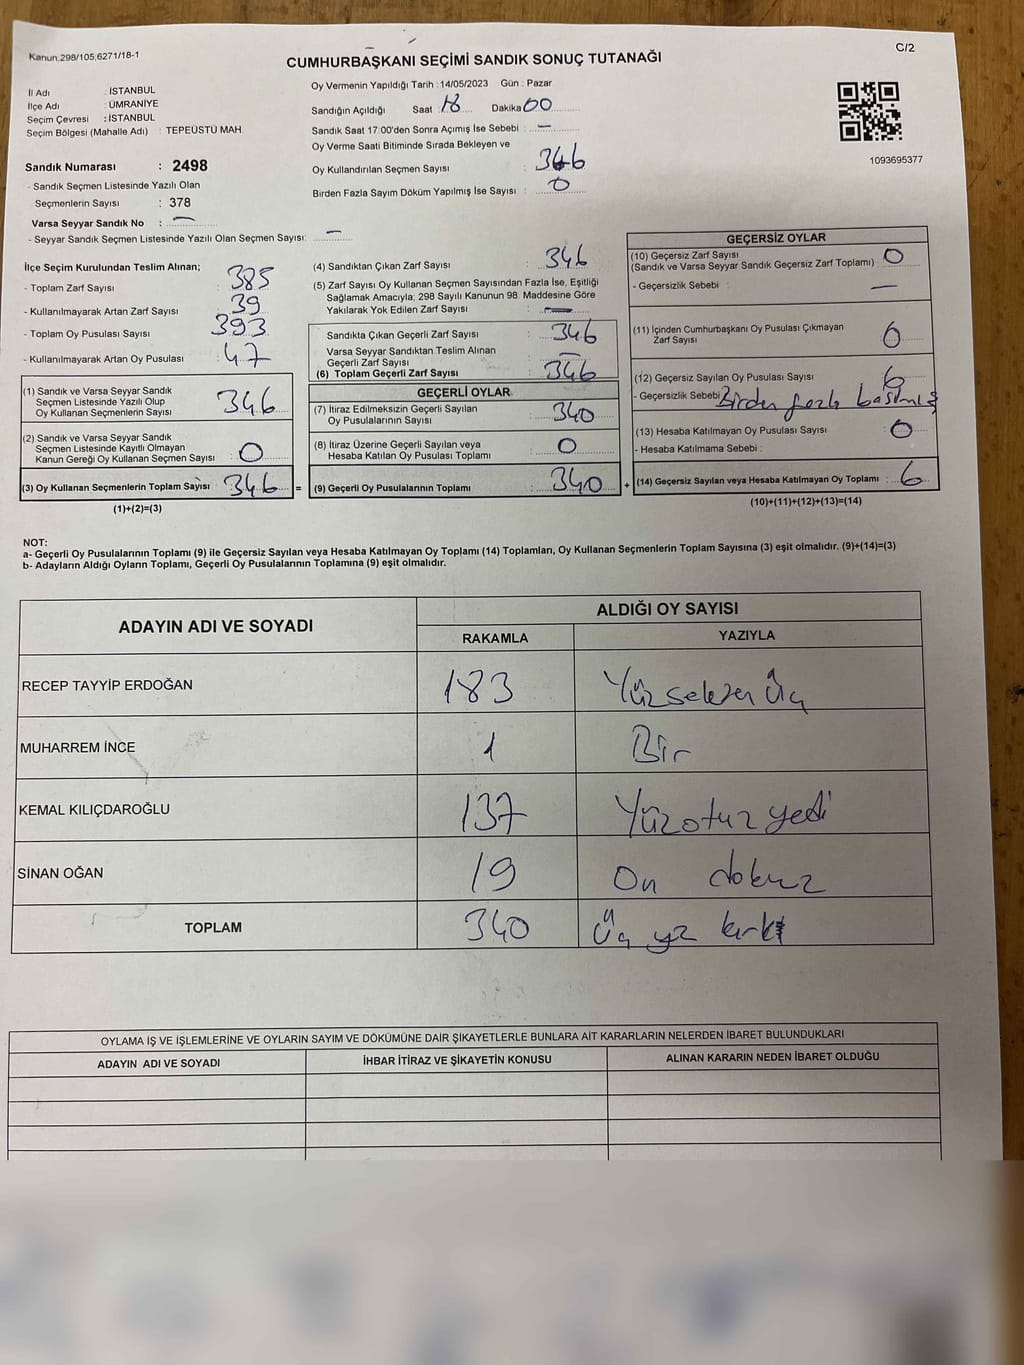 Kanun:298/105;6271/18-1
C/2
CUMHURBAŞKANI SEÇİMİ SANDIK SONUÇ TUTANAĞI
İl Adı : İSTANBUL
İlçe Adı : ÜMRANİYE
Seçim Çevresi : İSTANBUL
Seçim Bölgesi (Mahalle Adı) : TEPEÜSTÜ MAH.
Sandık Numarası : 2498
- Sandık Seçmen Listesinde Yazılı Olan
Seçmenlerin Sayısı : 378
Varsa Seyyar Sandık No : —
- Seyyar Sandık Seçmen Listesinde Yazılı Olan Seçmen Sayısı: —
Oy Vermenin Yapıldığı Tarih : 14/05/2023 Gün : Pazar
Sandığın Açıldığı Saat 18 Dakika 00
Sandık Saat 17:00'den Sonra Açımış İse Sebebi : —
Oy Verme Saati Bitiminde Sırada Bekleyen ve
Oy Kullandırılan Seçmen Sayısı : 346
Birden Fazla Sayım Döküm Yapılmış İse Sayısı : 0
1093695377
İlçe Seçim Kurulundan Teslim Alınan;
- Toplam Zarf Sayısı : 385
- Kullanılmayarak Artan Zarf Sayısı : 39
- Toplam Oy Pusulası Sayısı : 393
- Kullanılmayarak Artan Oy Pusulası : 47
(1) Sandık ve Varsa Seyyar Sandık
Seçmen Listesinde Yazılı Olup
Oy Kullanan Seçmenlerin Sayısı : 346
(2) Sandık ve Varsa Seyyar Sandık
Seçmen Listesinde Kayıtlı Olmayan
Kanun Gereği Oy Kullanan Seçmen Sayısı : 0
(3) Oy Kullanan Seçmenlerin Toplam Sayısı : 346 =
(1)+(2)=(3)
(4) Sandıktan Çıkan Zarf Sayısı : 346
(5) Zarf Sayısı Oy Kullanan Seçmen Sayısından Fazla İse, Eşitliği
Sağlamak Amacıyla; 298 Sayılı Kanunun 98. Maddesine Göre
Yakılarak Yok Edilen Zarf Sayısı : —
Sandıkta Çıkan Geçerli Zarf Sayısı : 346
Varsa Seyyar Sandıktan Teslim Alınan
Geçerli Zarf Sayısı : —
(6) Toplam Geçerli Zarf Sayısı : 346
GEÇERLİ OYLAR
(7) İtiraz Edilmeksizin Geçerli Sayılan
Oy Pusulalarının Sayısı : 340
(8) İtiraz Üzerine Geçerli Sayılan veya
Hesaba Katılan Oy Pusulası Toplamı : 0
(9) Geçerli Oy Pusulalarının Toplamı : 340 +
GEÇERSİZ OYLAR
(10) Geçersiz Zarf Sayısı
(Sandık ve Varsa Seyyar Sandık Geçersiz Zarf Toplamı) : 0
- Geçersizlik Sebebi : —
(11) İçinden Cumhurbaşkanı Oy Pusulası Çıkmayan
Zarf Sayısı : 0
(12) Geçersiz Sayılan Oy Pusulası Sayısı : 6
- Geçersizlik Sebebi Birden fazla basılmış
(13) Hesaba Katılmayan Oy Pusulası Sayısı : 0
- Hesaba Katılmama Sebebi :
(14) Geçersiz Sayılan veya Hesaba Katılmayan Oy Toplamı : 6
(10)+(11)+(12)+(13)=(14)
NOT:
a- Geçerli Oy Pusulalarının Toplamı (9) ile Geçersiz Sayılan veya Hesaba Katılmayan Oy Toplamı (14) Toplamları, Oy Kullanan Seçmenlerin Toplam Sayısına (3) eşit olmalıdır. (9)+(14)=(3)
b- Adayların Aldığı Oyların Toplamı, Geçerli Oy Pusulalarının Toplamına (9) eşit olmalıdır.
ADAYIN ADI VE SOYADI ALDIĞI OY SAYISI
RAKAMLA YAZIYLA
RECEP TAYYİP ERDOĞAN 183 Yüzseksen Üç
MUHARREM İNCE 1 Bir
KEMAL KILIÇDAROĞLU 137 Yüzotuz yedi
SİNAN OĞAN 19 On dokuz
TOPLAM 340 Üç yz kırk
OYLAMA İŞ VE İŞLEMLERİNE VE OYLARIN SAYIM VE DÖKÜMÜNE DAİR ŞİKAYETLERLE BUNLARA AİT KARARLARIN NELERDEN İBARET BULUNDUKLARI
ADAYIN ADI VE SOYADI İHBAR İTİRAZ VE ŞİKAYETİN KONUSU ALINAN KARARIN NEDEN İBARET OLDUĞU